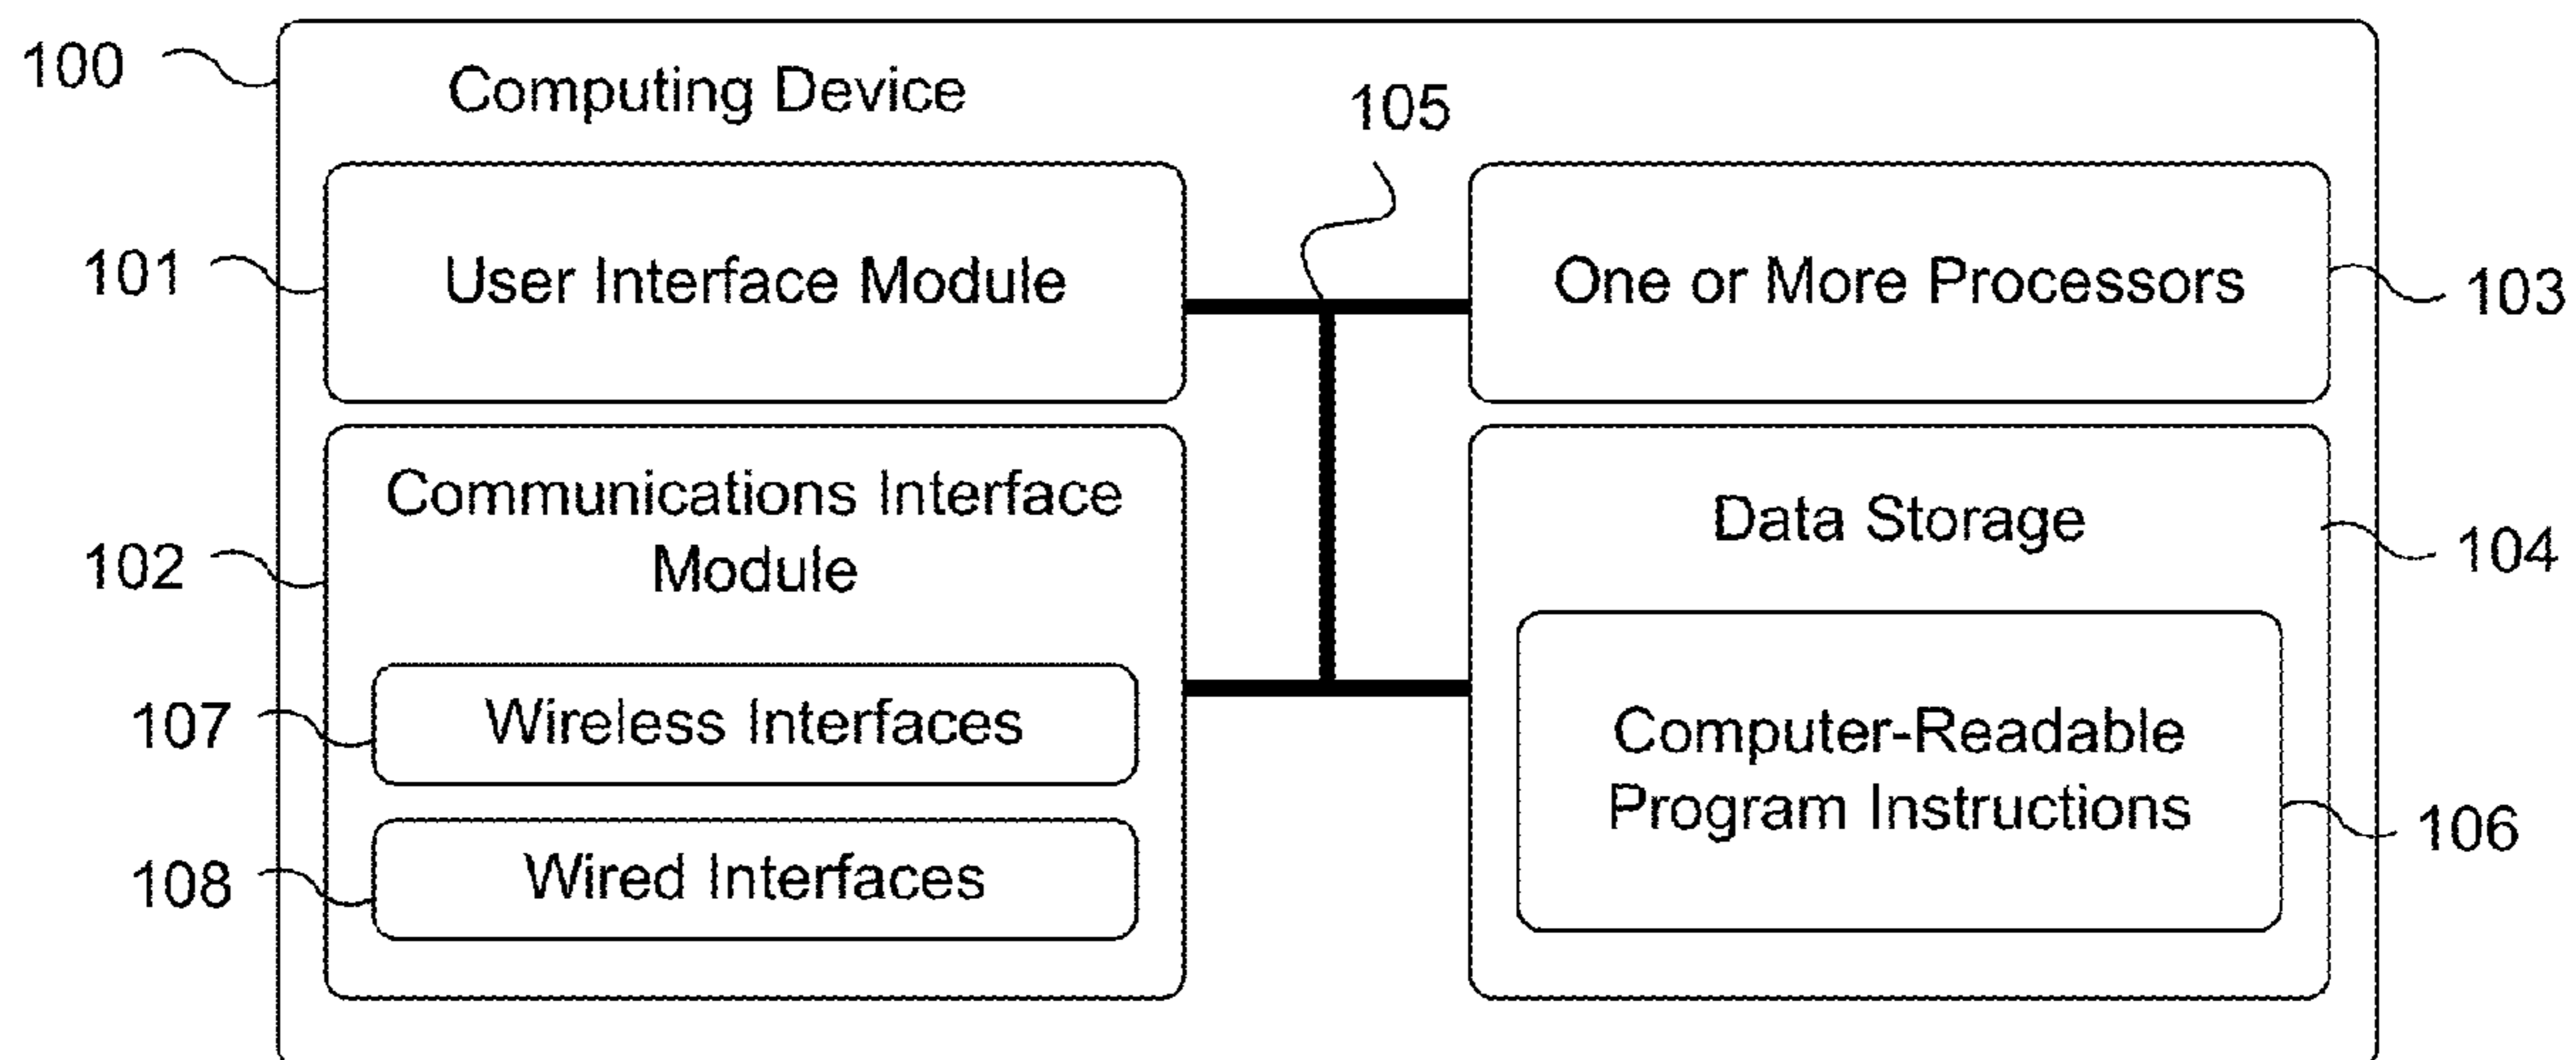 100
Computing Device
105
101
User Interface Module
One or More Processors
103
102
Communications Interface
Module
Data Storage
104
107
Wireless Interfaces
Computer-Readable
Program Instructions
106
108
Wired Interfaces